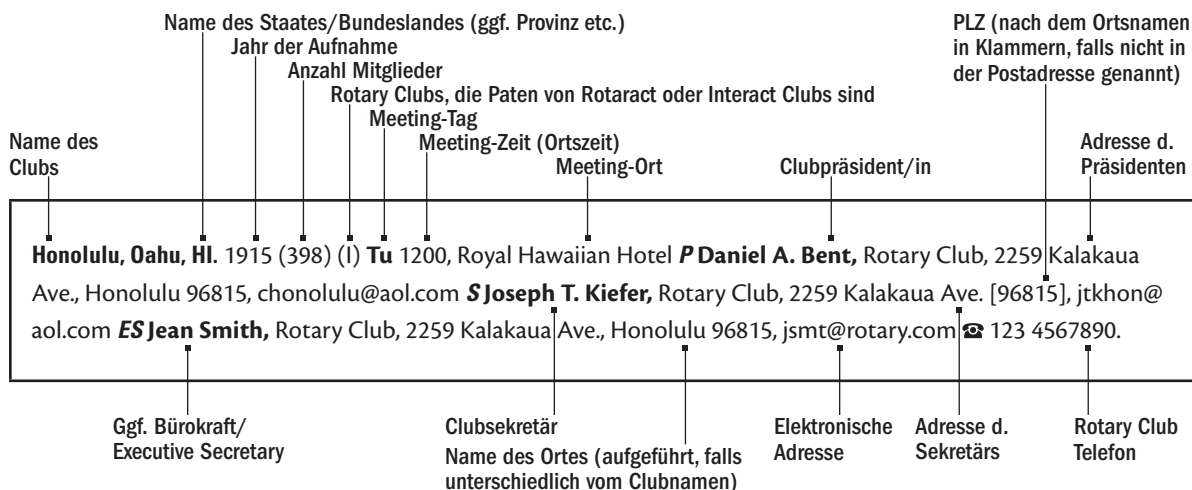 Name des Staates/Bundeslandes (ggf. Provinz etc.)
Jahr der Aufnahme
Anzahl Mitglieder
Rotary Clubs, die Paten von Rotaract oder Interact Clubs sind
Meeting-Tag
Meeting-Zeit (Ortszeit)
Meeting-Ort
Name des
Clubs
Clubpräsident/in
PLZ (nach dem Ortsnamen
in Klammern, falls nicht in
der Postadresse genannt)
Adresse d.
Präsidenten
Honolulu, Oahu, HI. 1915 (398) (I) Tu 1200, Royal Hawaiian Hotel P Daniel A. Bent, Rotary Club, 2259 Kalakaua
Ave., Honolulu 96815, chonolulu@aol.com S Joseph T. Kiefer, Rotary Club, 2259 Kalakaua Ave. [96815], jtkhon@
aol.com ES Jean Smith, Rotary Club, 2259 Kalakaua Ave., Honolulu 96815, jsmt@rotary.com ☎ 123 4567890.
Ggf. Bürokraft/
Executive Secretary
Clubsekretär
Name des Ortes (aufgeführt, falls
unterschiedlich vom Clubnamen)
Elektronische
Adresse
Adresse d.
Sekretärs
Rotary Club
Telefon